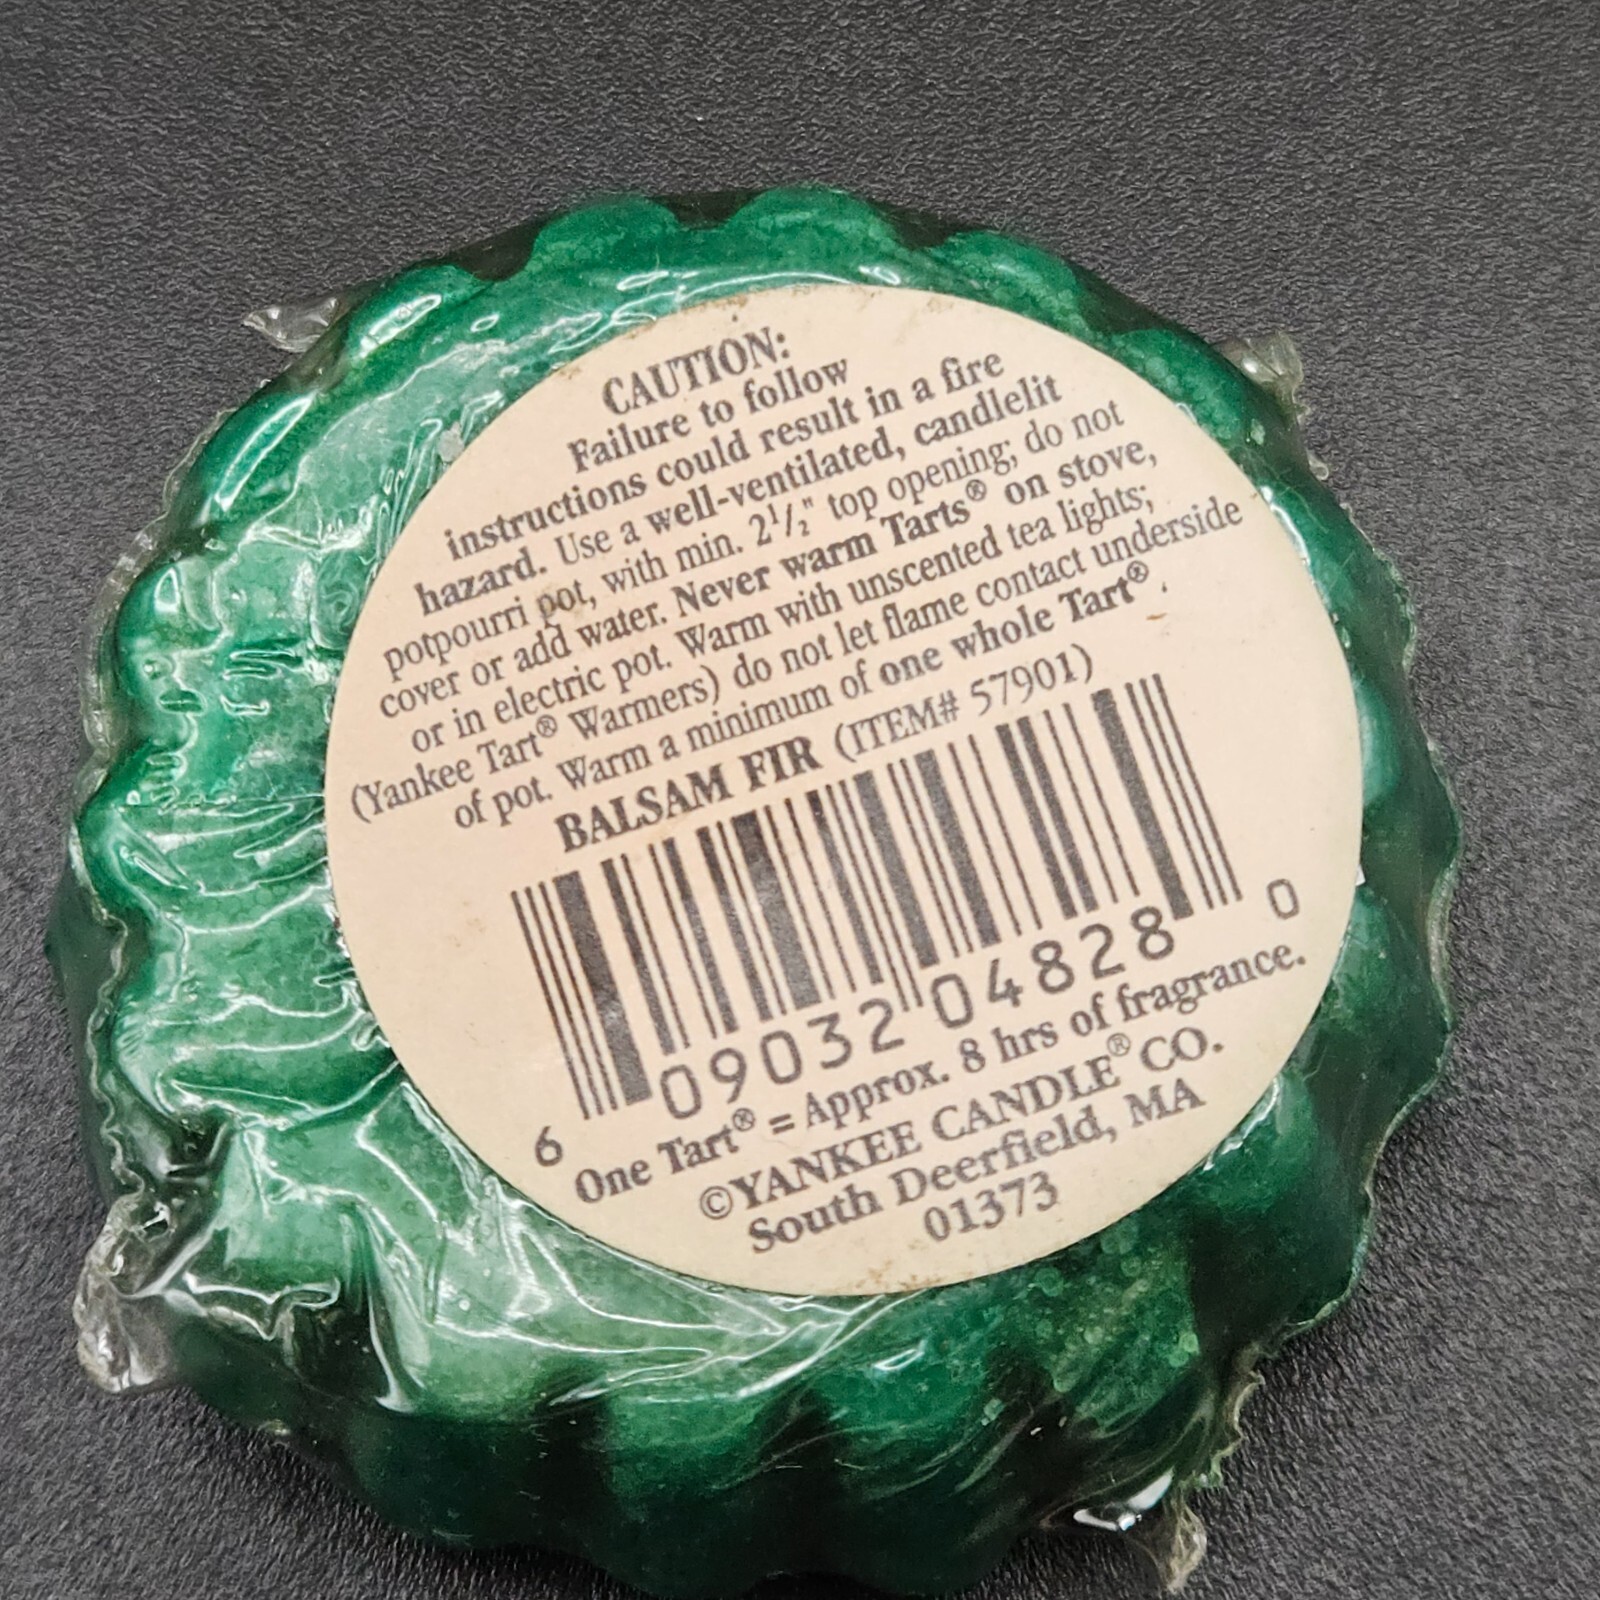 CAUTION:
Failure to follow
instructions could result in a fire
hazard. Use a well-ventilated, candlelit
potpourri pot, with min. 2½" top opening; do not
cover or add water. Never warm Tarts® on stove,
or in electric pot. Warm with unscented tea lights;
(Yankee Tart® Warmers) do not let flame contact underside
of pot. Warm a minimum of one whole Tart®.
BALSAM FIR (ITEM# 57901)
6 09032 04828 0
One Tart® = Approx. 8 hrs of fragrance.
©YANKEE CANDLE® CO.
South Deerfield, MA
01373